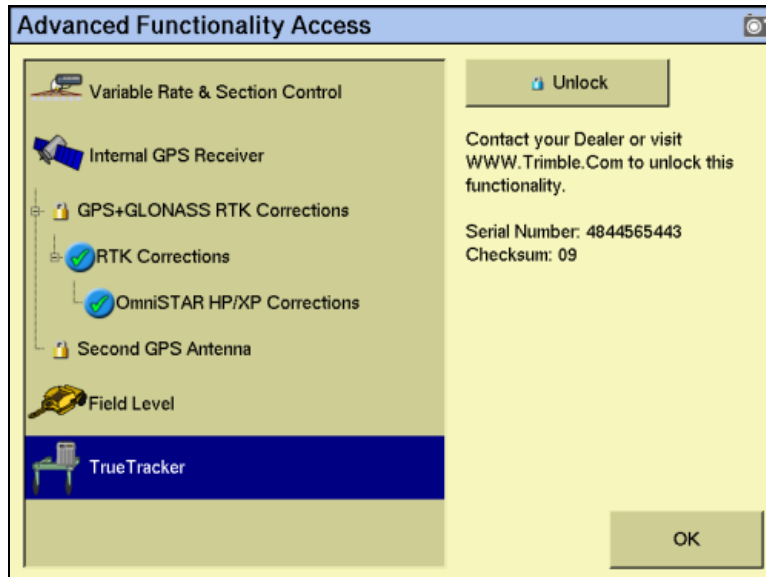 Advanced Functionality Access
Variable Rate & Section Control
Internal GPS Receiver
GPS+GLONASS RTK Corrections
RTK Corrections
OmniSTAR HP/XP Corrections
Second GPS Antenna
Field Level
TrueTracker
Unlock
Contact your Dealer or visit
WWW.Trimble.Com to unlock this
functionality.
Serial Number: 4844565443
Checksum: 09
OK